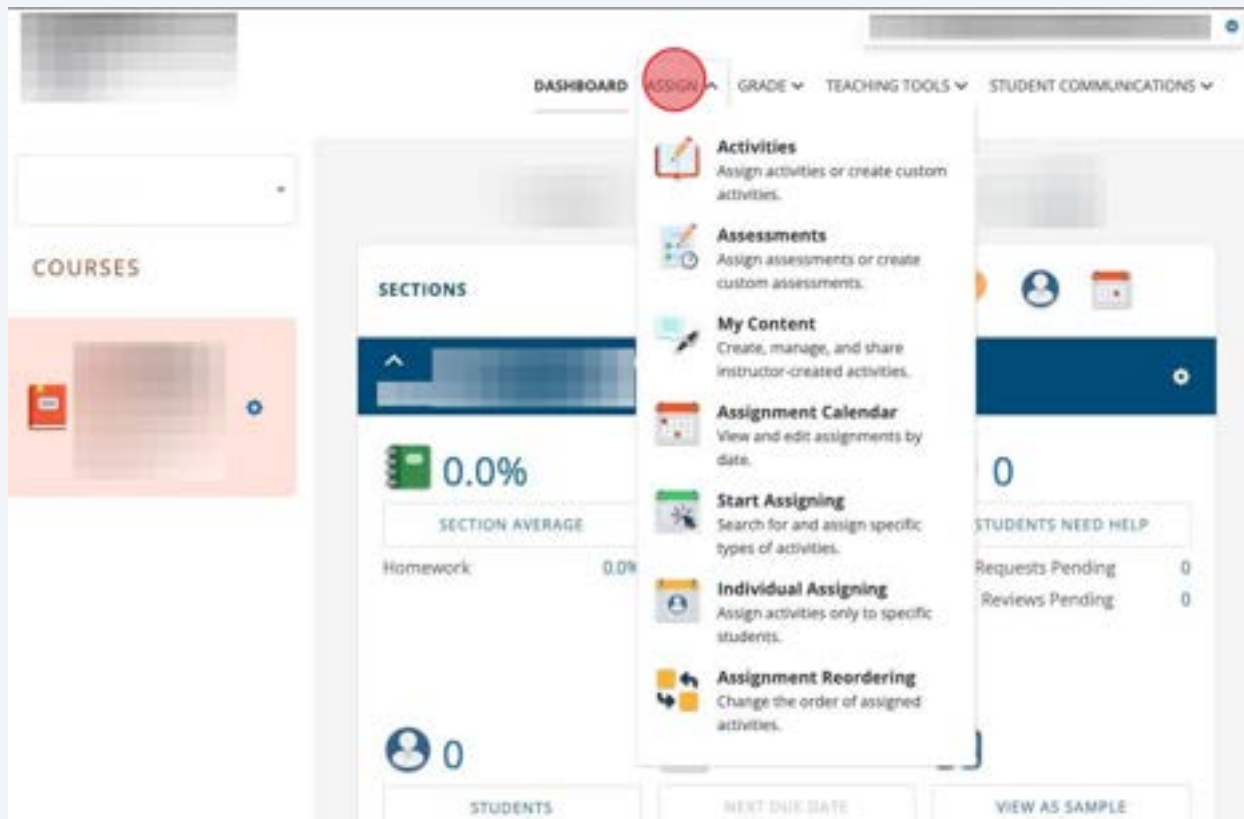 DASHBOARD ASSIGN GRADE TEACHING TOOLS STUDENT COMMUNICATIONS
COURSES
SECTIONS
Activities
Assign activities or create custom
activities.
Assessments
Assign assessments or create
custom assessments.
My Content
Create, manage, and share
instructor-created activities.
Assignment Calendar
View and edit assignments by
date.
Start Assigning
Search for and assign specific
types of activities.
Individual Assigning
Assign activities only to specific
students.
Assignment Reordering
Change the order of assigned
activities.
0.0%
SECTION AVERAGE
Homework 0.0%
0
STUDENTS NEED HELP
Requests Pending 0
Reviews Pending 0
0
STUDENTS
NEXT DUE DATE
VIEW AS SAMPLE